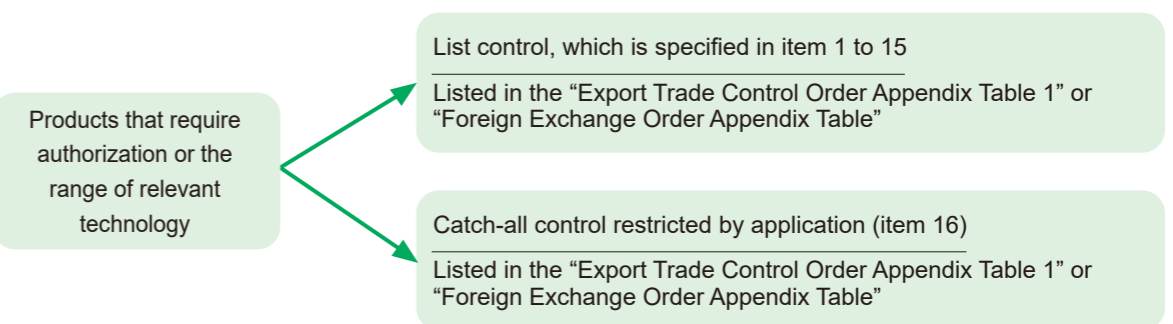 Products that require
authorization or the
range of relevant
technology
List control, which is specified in item 1 to 15
Listed in the “Export Trade Control Order Appendix Table 1” or
“Foreign Exchange Order Appendix Table”
Catch-all control restricted by application (item 16)
Listed in the “Export Trade Control Order Appendix Table 1” or
“Foreign Exchange Order Appendix Table”